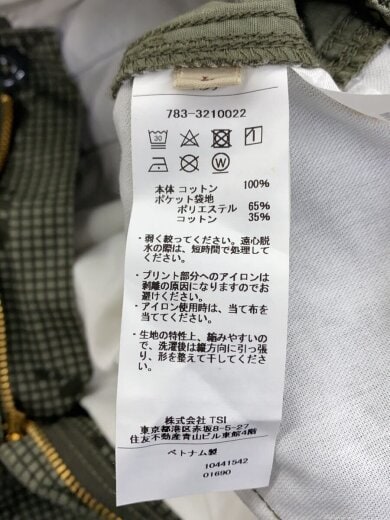 L
783-3210022
30
W
本体 コットン 100%
ポケット袋地
ポリエステル 65%
コットン 35%
・弱く絞ってください。遠心脱
水の際は、短時間で処理して
ください。
・プリント部分へのアイロンは
剥離の原因になりますのでお
避けください。
・アイロン使用時は、当て布を
当ててください。
・生地の特性上、縮みやすいの
で、洗濯後は縦方向に引っ張
り、形を整えて干してくださ
い。
株式会社 TSI
東京都港区赤坂8-5-27
住友不動産青山ビル東館4階
ベトナム製
10441542
01690